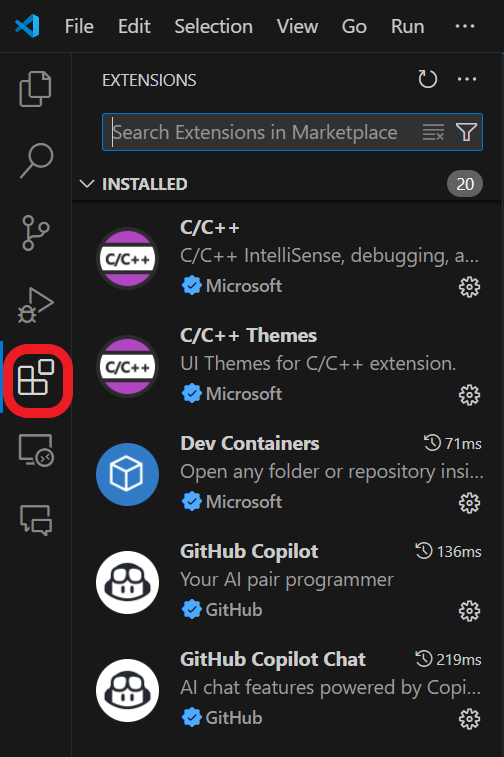 File Edit Selection View Go Run ···
EXTENSIONS ···
Search Extensions in Marketplace
INSTALLED 20
C/C++
C/C++
C/C++ IntelliSense, debugging, a...
Microsoft
C/C++ Themes
C/C++
UI Themes for C/C++ extension.
Microsoft
Dev Containers 71ms
Open any folder or repository insi...
Microsoft
GitHub Copilot 136ms
Your AI pair programmer
GitHub
GitHub Copilot Chat 219ms
AI chat features powered by Copi...
GitHub